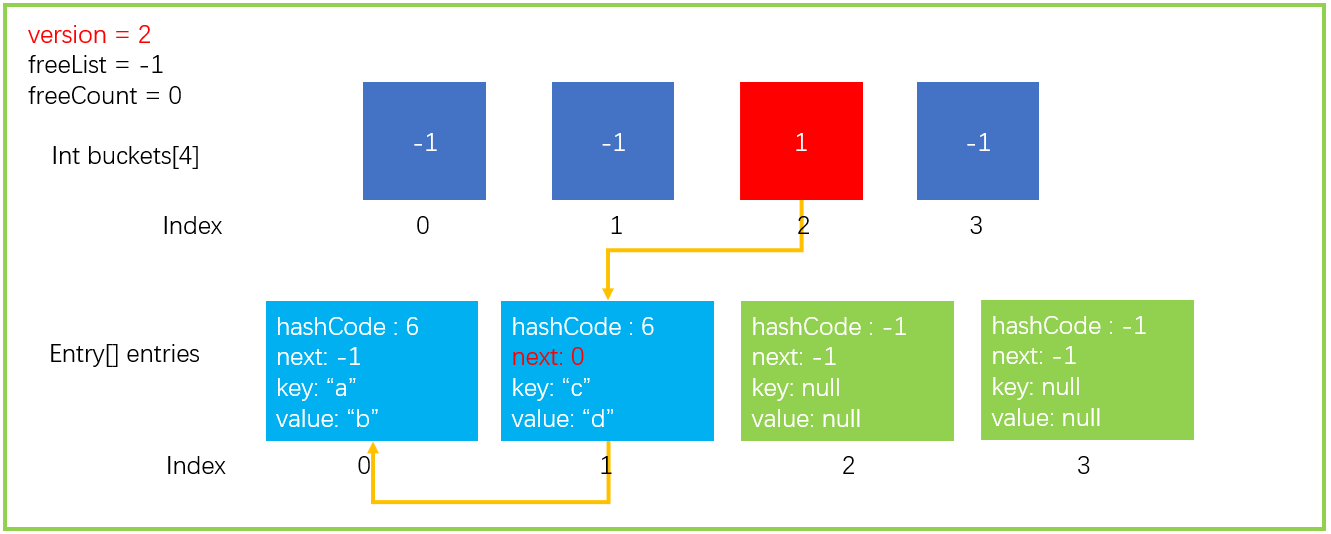 version = 2
freeList = -1
freeCount = 0
Int buckets[4]
-1
-1
1
-1
Index
0
1
2
3
Entry[] entries
hashCode : 6
next: -1
key: “a”
value: “b”
hashCode : 6
next: 0
key: “c”
value: “d”
hashCode : -1
next: -1
key: null
value: null
hashCode : -1
next: -1
key: null
value: null
Index
0
1
2
3